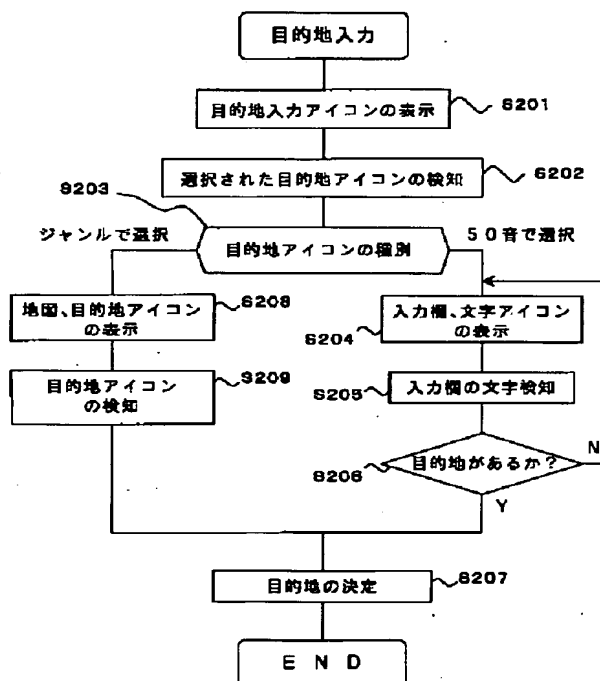 目的地入力
目的地入力アイコンの表示
S201
選択された目的地アイコンの検知
S202
S203
ジャンルで選択
目的地アイコンの種別
50音で選択
地図、目的地アイコン
の表示
S208
入力欄、文字アイコン
の表示
S204
目的地アイコン
の検知
S209
入力欄の文字検知
S205
目的地があるか?
N
S206
Y
目的地の決定
S207
END